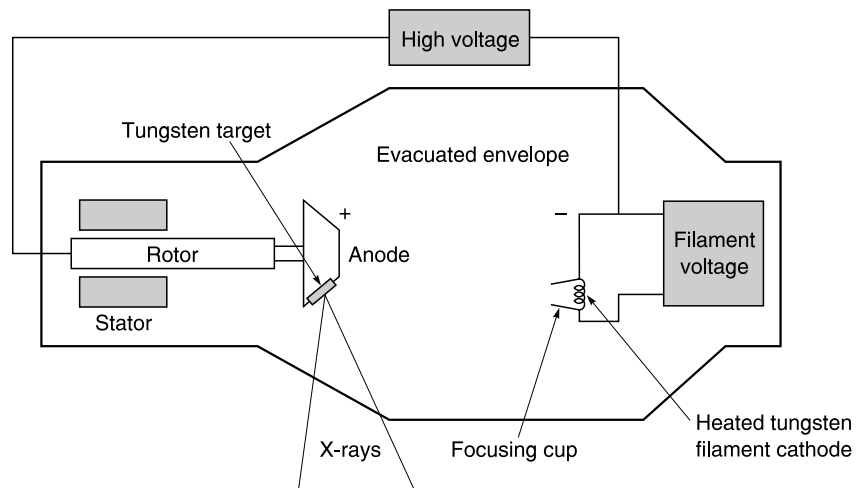 High voltage
Tungsten target
Evacuated envelope
+
−
Rotor
Anode
Filament
voltage
Stator
X-rays
Focusing cup
Heated tungsten
filament cathode